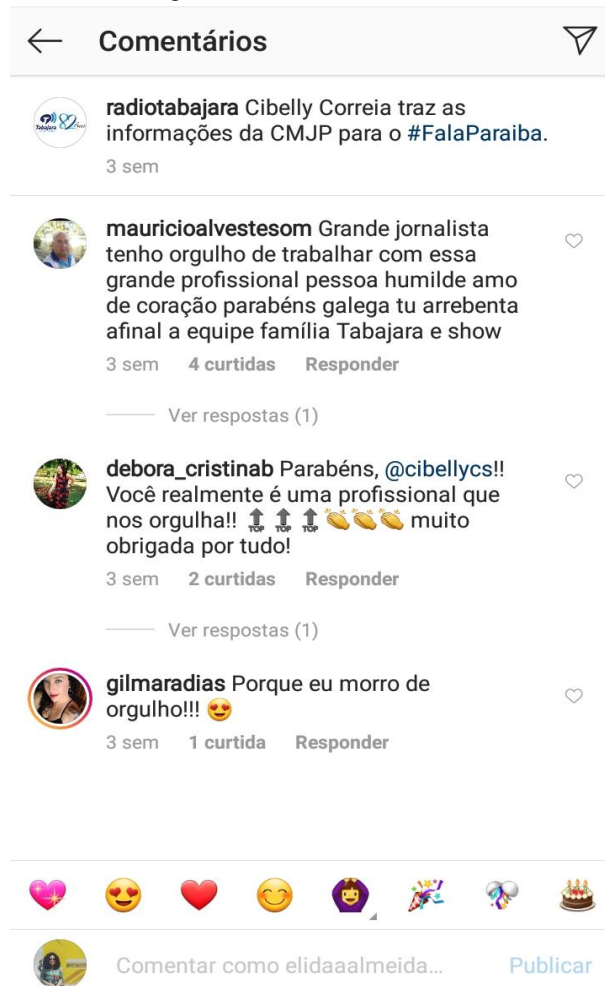 Comentários
radiotabajara Cibelly Correia traz as
informações da CMJP para o #FalaParaiba.
3 sem
mauricioalvestesom Grande jornalista
tenho orgulho de trabalhar com essa
grande profissional pessoa humilde amo
de coração parabéns galega tu arrebenta
afinal a equipe família Tabajara e show
3 sem 4 curtidas Responder
Ver respostas (1)
debora_cristinab Parabéns, @cibellycs!!
Você realmente é uma profissional que
nos orgulha!! 🔝🔝🔝👏👏👏 muito
obrigada por tudo!
3 sem 2 curtidas Responder
Ver respostas (1)
gilmaradias Porque eu morro de
orgulho!!! 😍
3 sem 1 curtida Responder
Comentar como elidaaalmeida...
Publicar